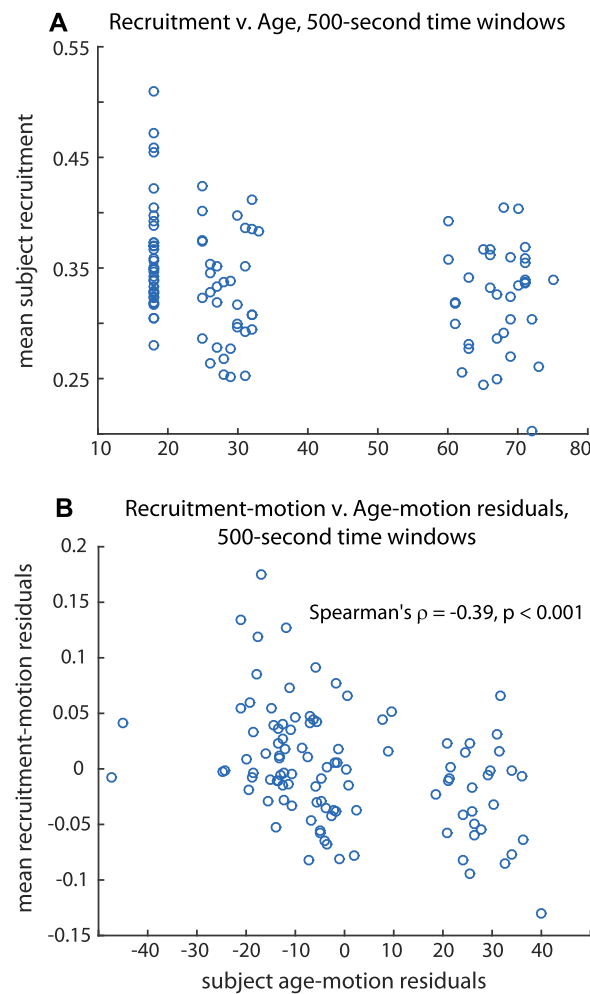 A
Recruitment v. Age, 500-second time windows
mean subject recruitment
0.55
0.45
0.35
0.25
10 20 30 40 50 60 70 80
B
Recruitment-motion v. Age-motion residuals,
500-second time windows
Spearman's ρ = -0.39, p < 0.001
mean recruitment-motion residuals
0.2
0.15
0.1
0.05
0
-0.05
-0.1
-0.15
-40 -30 -20 -10 0 10 20 30 40
subject age-motion residuals